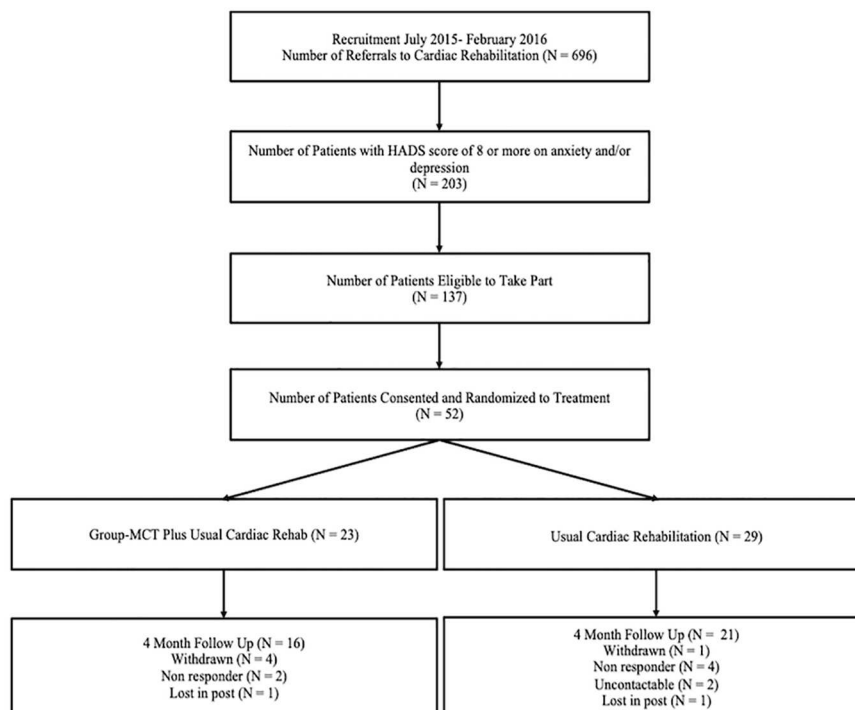 Recruitment July 2015- February 2016
Number of Referrals to Cardiac Rehabilitation (N = 696)
Number of Patients with HADS score of 8 or more on anxiety and/or
depression
(N = 203)
Number of Patients Eligible to Take Part
(N = 137)
Number of Patients Consented and Randomized to Treatment
(N = 52)
Group-MCT Plus Usual Cardiac Rehab (N = 23)
Usual Cardiac Rehabilitation (N = 29)
4 Month Follow Up (N = 16)
Withdrawn (N = 4)
Non responder (N = 2)
Lost in post (N = 1)
4 Month Follow Up (N = 21)
Withdrawn (N = 1)
Non responder (N = 4)
Uncontactable (N = 2)
Lost in post (N = 1)